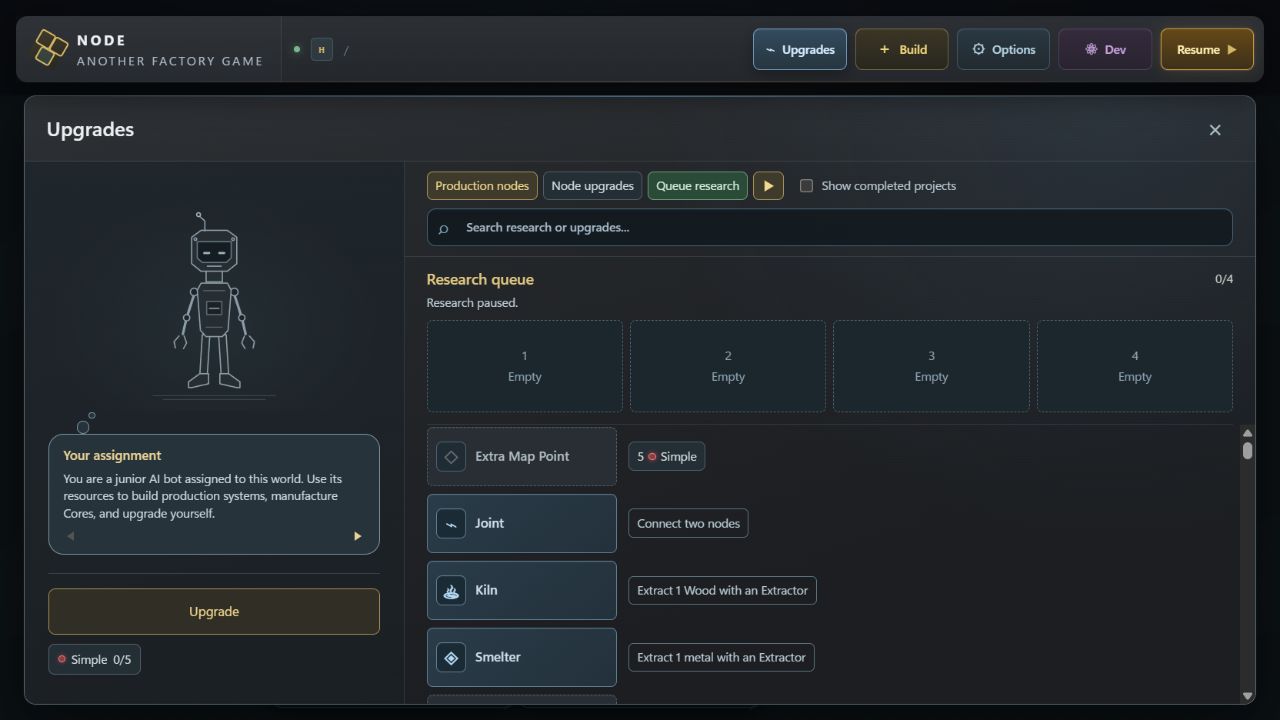 NODE
ANOTHER FACTORY GAME
H /
Upgrades
+ Build
Options
Dev
Resume
Upgrades
Production nodes
Node upgrades
Queue research
Show completed projects
Search research or upgrades...
Research queue
0/4
Research paused.
1
Empty
2
Empty
3
Empty
4
Empty
Your assignment
You are a junior AI bot assigned to this world. Use its
resources to build production systems, manufacture
Cores, and upgrade yourself.
Upgrade
Simple 0/5
Extra Map Point
5 Simple
Joint
Connect two nodes
Kiln
Extract 1 Wood with an Extractor
Smelter
Extract 1 metal with an Extractor